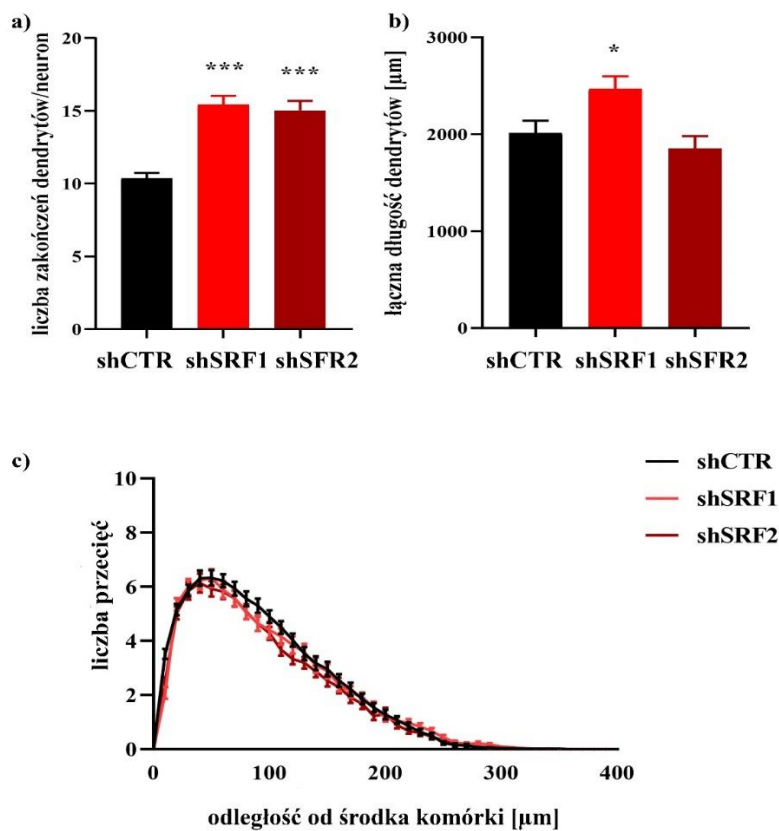 a)
liczba zakończeń dendrytów/neuron
20
15
10
5
0
*** ***
shCTR shSRF1 shSFR2
b)
łączna długość dendrytów [µm]
3000
2000
1000
0
*
shCTR shSRF1 shSFR2
c)
liczba przecięć
10
8
6
4
2
0
0 100 200 300 400
odległość od środka komórki [µm]
shCTR
shSRF1
shSRF2